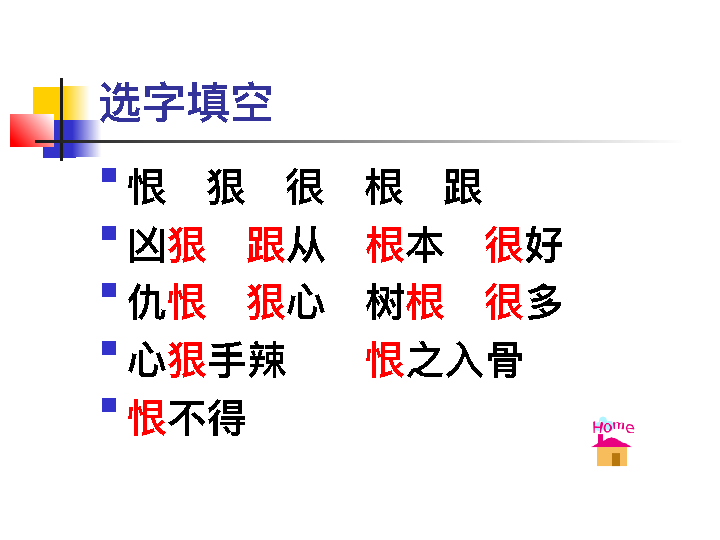 选字填空
恨 狠 很 根 跟
凶狠 跟从 根本 很好
仇恨 狠心 树根 很多
心狠手辣 恨之入骨
恨不得
Home